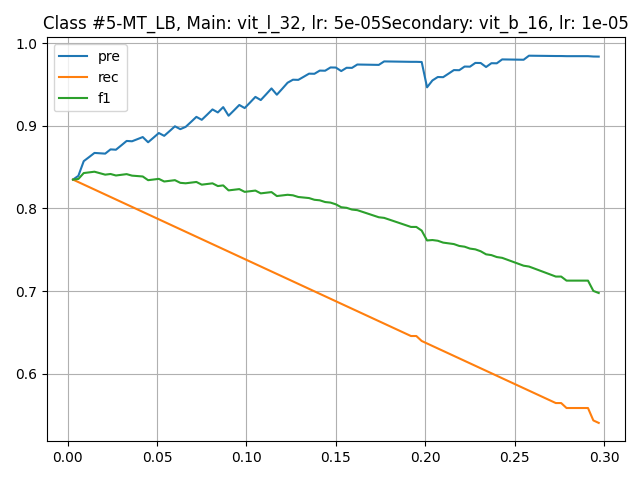 Class #5-MT_LB, Main: vit_l_32, lr: 5e-05Secondary: vit_b_16, lr: 1e-05
pre
rec
f1
1.0
0.9
0.8
0.7
0.6
0.00 0.05 0.10 0.15 0.20 0.25 0.30